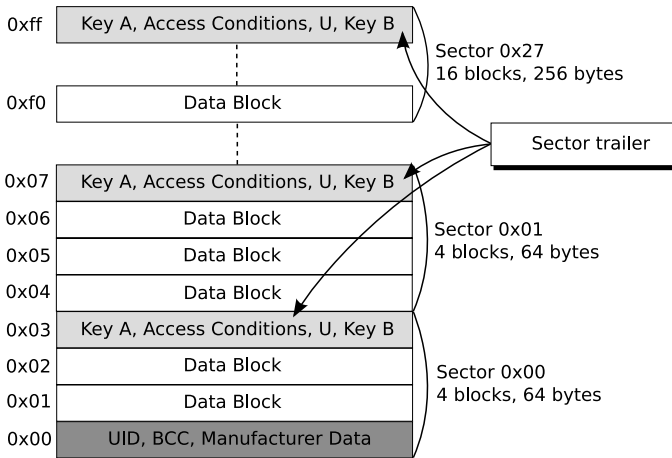 0xff
Key A, Access Conditions, U, Key B
Sector 0x27
16 blocks, 256 bytes
0xf0
Data Block
Sector trailer
0x07
Key A, Access Conditions, U, Key B
0x06
Data Block
Sector 0x01
4 blocks, 64 bytes
0x05
Data Block
0x04
Data Block
0x03
Key A, Access Conditions, U, Key B
0x02
Data Block
Sector 0x00
4 blocks, 64 bytes
0x01
Data Block
0x00
UID, BCC, Manufacturer Data